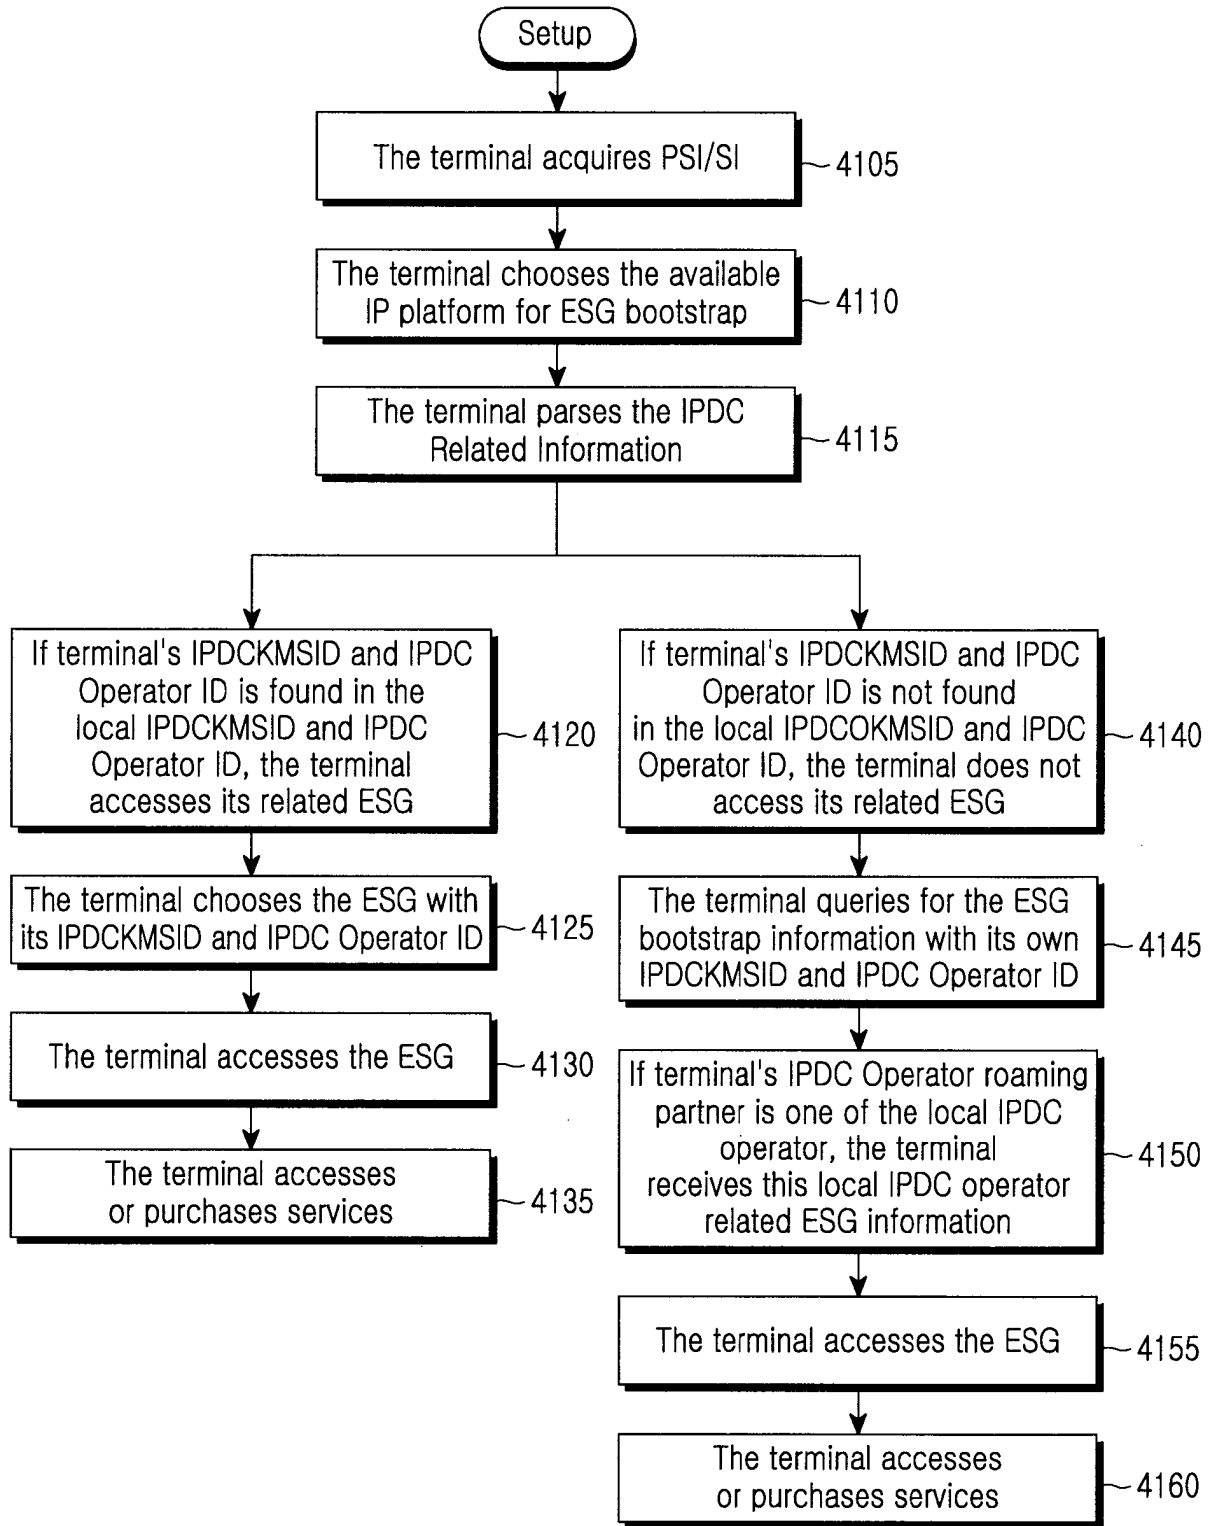 Setup
The terminal acquires PSI/SI
4105
The terminal chooses the available
IP platform for ESG bootstrap
4110
The terminal parses the IPDC
Related Information
4115
If terminal's IPDCKMSID and IPDC
Operator ID is found in the
local IPDCKMSID and IPDC
Operator ID, the terminal
accesses its related ESG
4120
The terminal chooses the ESG with
its IPDCKMSID and IPDC Operator ID
4125
The terminal accesses the ESG
4130
The terminal accesses
or purchases services
4135
If terminal's IPDCKMSID and IPDC
Operator ID is not found
in the local IPDCOKMSID and IPDC
Operator ID, the terminal does not
access its related ESG
4140
The terminal queries for the ESG
bootstrap information with its own
IPDCKMSID and IPDC Operator ID
4145
If terminal's IPDC Operator roaming
partner is one of the local IPDC
operator, the terminal
receives this local IPDC operator
related ESG information
4150
The terminal accesses the ESG
4155
The terminal accesses
or purchases services
4160